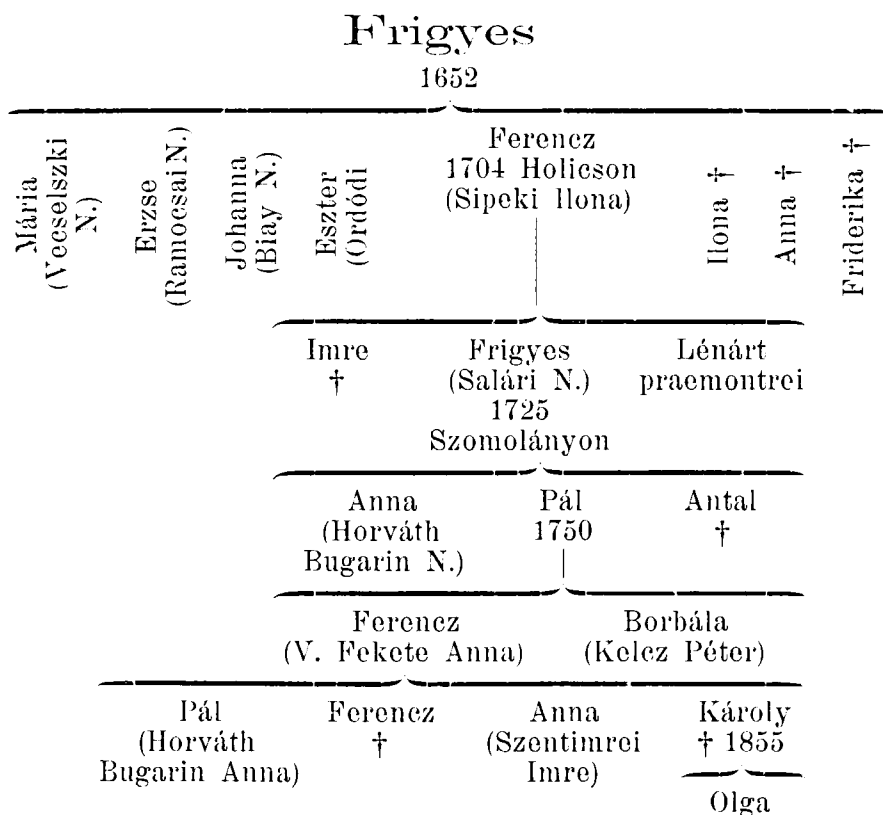 Frigyes
1652
Mária
(Vecselszki
N.)
Erzse
(Ramocsai N.)
Johanna
(Biay N.)
Eszter
(Ordódi
Ferencz
1704 Holicson
(Sipeki Ilona)
Ilona †
Anna †
Friderika †
Imre
†
Frigyes
(Salári N.)
1725
Szomolányon
Lénárt
praemontrei
Anna
(Horváth
Bugarin N.)
Pál
1750
Antal
†
Ferencz
(V. Fekete Anna)
Borbála
(Kelcz Péter)
Pál
(Horváth
Bugarin Anna)
Ferencz
†
Anna
(Szentimrei
Imre)
Károly
† 1855
Olga